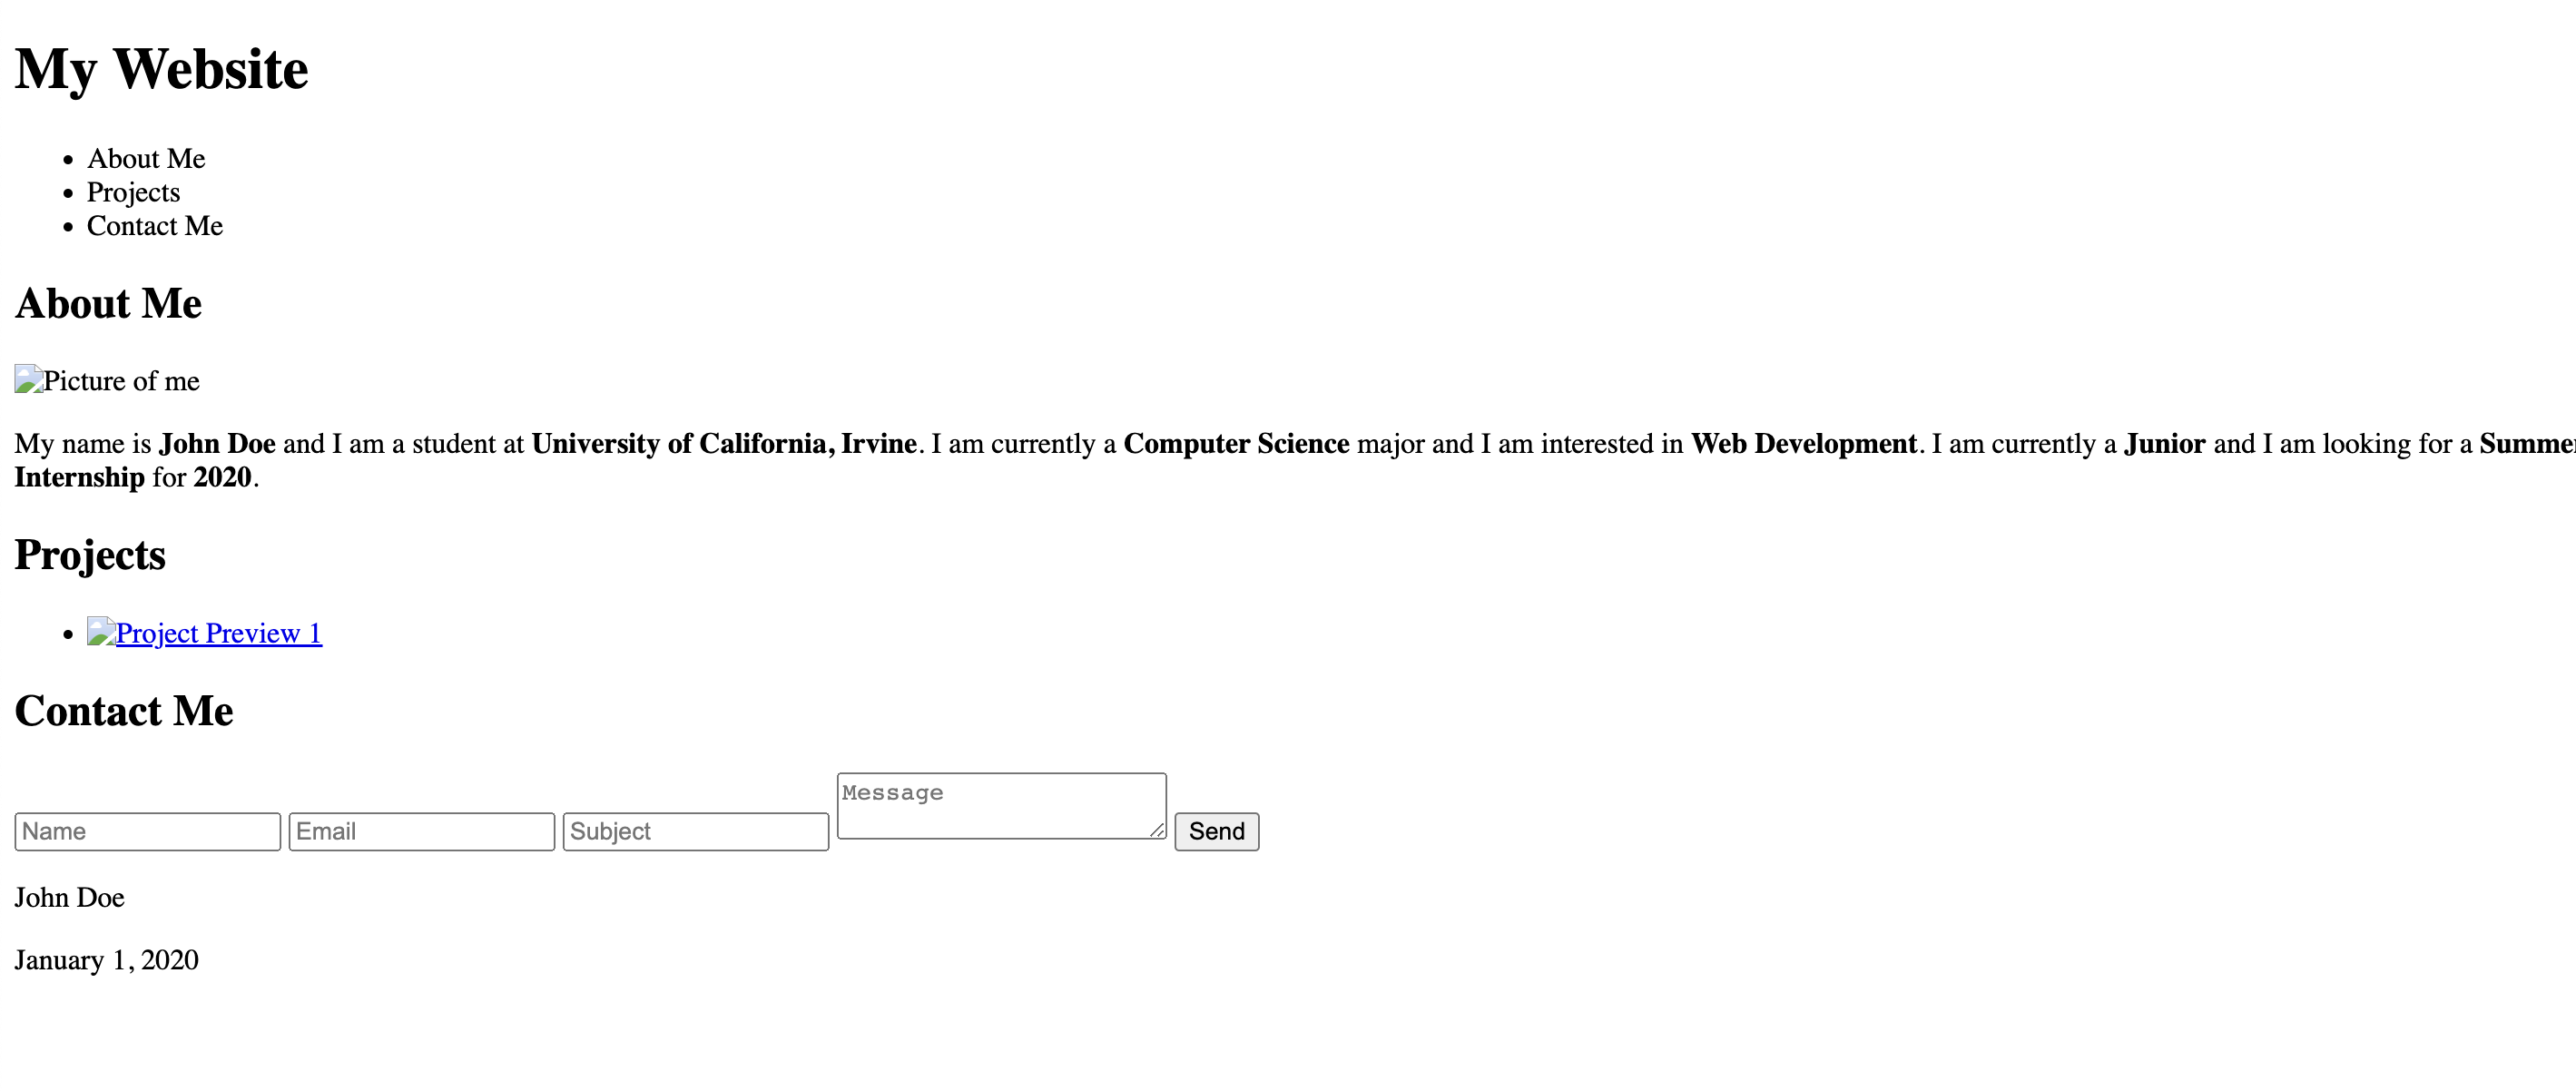 My Website
About Me
Projects
Contact Me
About Me
Picture of me
My name is John Doe and I am a student at University of California, Irvine. I am currently a Computer Science major and I am interested in Web Development. I am currently a Junior and I am looking for a Summer
Internship for 2020.
Projects
Project Preview 1
Contact Me
Message
Name Email Subject Send
John Doe
January 1, 2020